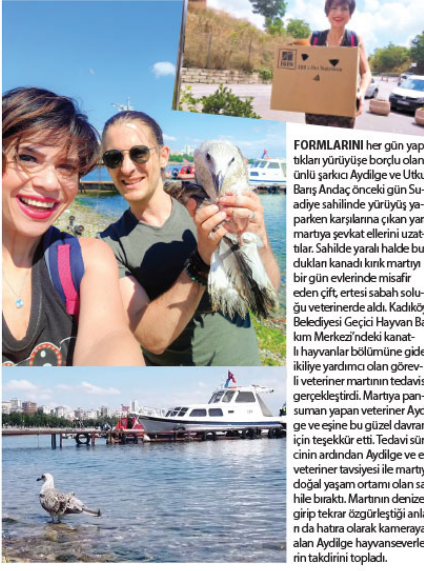 FORMLARINI her gün yap-
tıkları yürüyüşe borçlu olan
ünlü şarkıcı Aydilge ve Utku
Barış Andaç önceki gün Su-
adiye sahilinde yürüyüş ya-
parken karşılarına çıkan yar
martıya şevkat ellerini uzat-
tılar. Sahilde yaralı halde bu
dukları kanadı kırık martıyı
bir gün evlerinde misafir
eden çift, ertesi sabah solu-
ğu veterinerde aldı. Kadıköy
Belediyesi Geçici Hayvan Ba
kım Merkezi'ndeki kanat-
lı hayvanlar bölümüne gide
ikiliye yardımcı olan görev-
li veteriner martının tedavis
gerçekleştirdi. Martıya pan-
suman yapan veteriner Ayd
ge ve eşine bu güzel davran
için teşekkür etti. Tedavi sür
cinin ardından Aydilge ve e
veteriner tavsiyesi ile martıy
doğal yaşam ortamı olan sa
hile bıraktı. Martının denize
girip tekrar özgürleştiği anla
rı da hatıra olarak kameraya
alan Aydilge hayvanseverle
rin takdirini topladı.